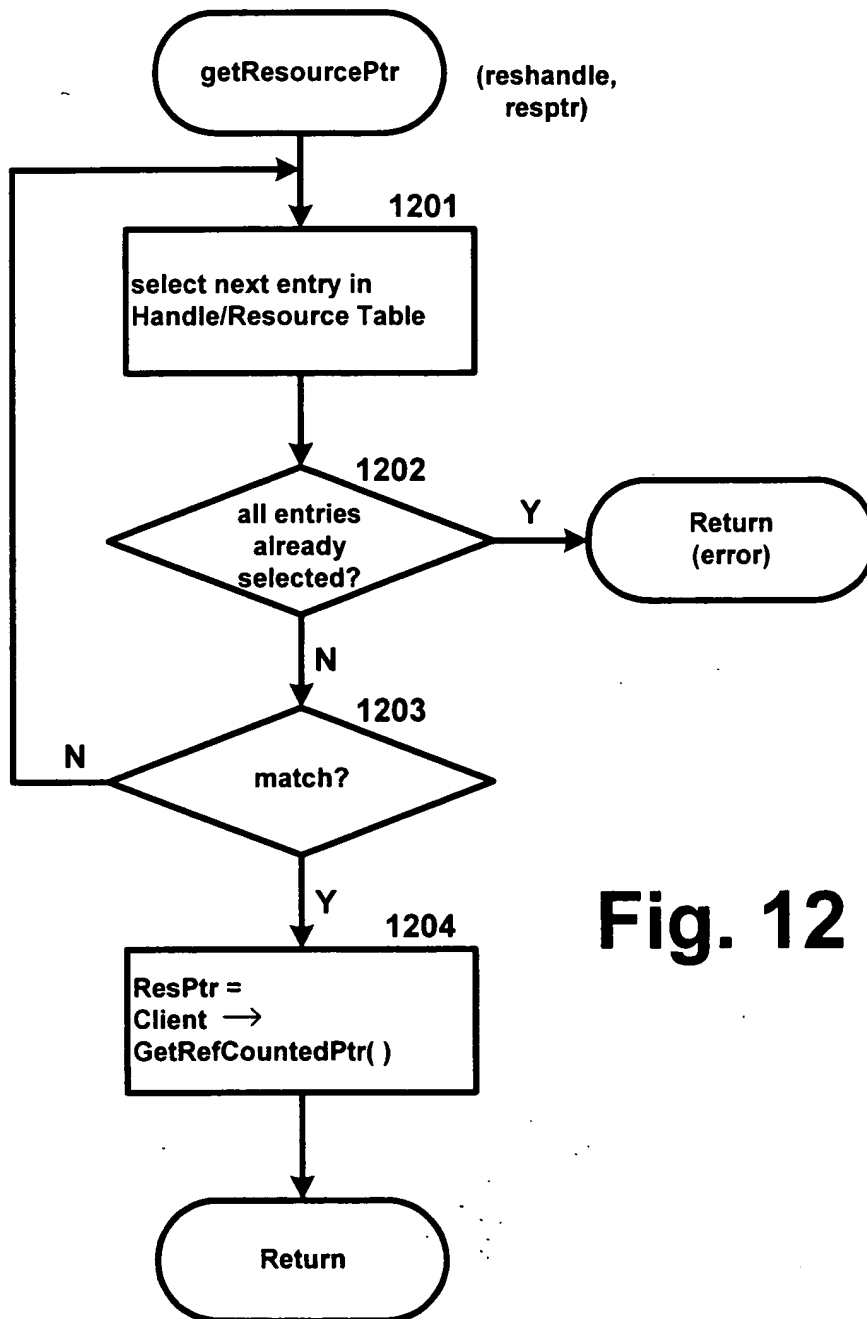 getResourcePtr
(reshandle,
resptr)
1201
select next entry in
Handle/Resource Table
1202
all entries
already
selected?
Y
Return
(error)
N
1203
N
match?
Y
1204
ResPtr =
Client →
GetRefCountedPtr( )
Fig. 12
Return